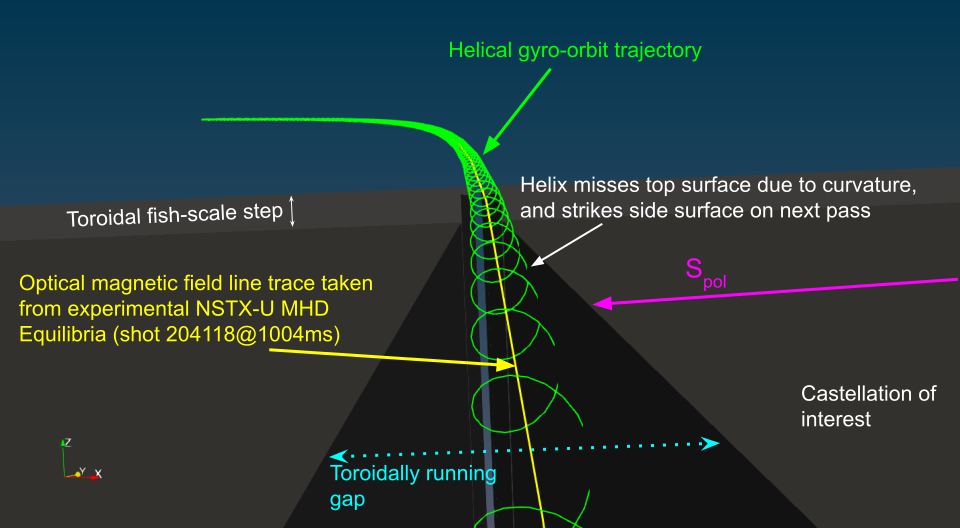 Helical gyro-orbit trajectory
Helix misses top surface due to curvature,
and strikes side surface on next pass
Toroidal fish-scale step
S_pol
Optical magnetic field line trace taken
from experimental NSTX-U MHD
Equilibria (shot 204118@1004ms)
Castellation of
interest
Toroidally running
gap
Z
Y
X